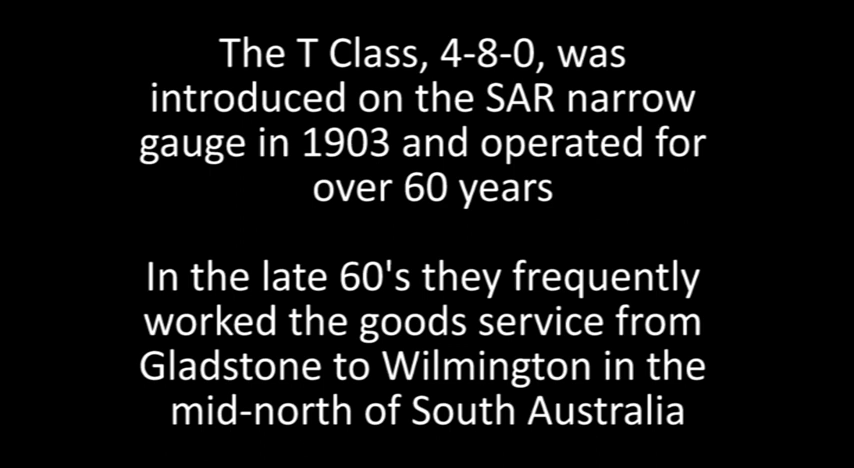 The T Class, 4-8-0, was
introduced on the SAR narrow
gauge in 1903 and operated for
over 60 years
In the late 60's they frequently
worked the goods service from
Gladstone to Wilmington in the
mid-north of South Australia